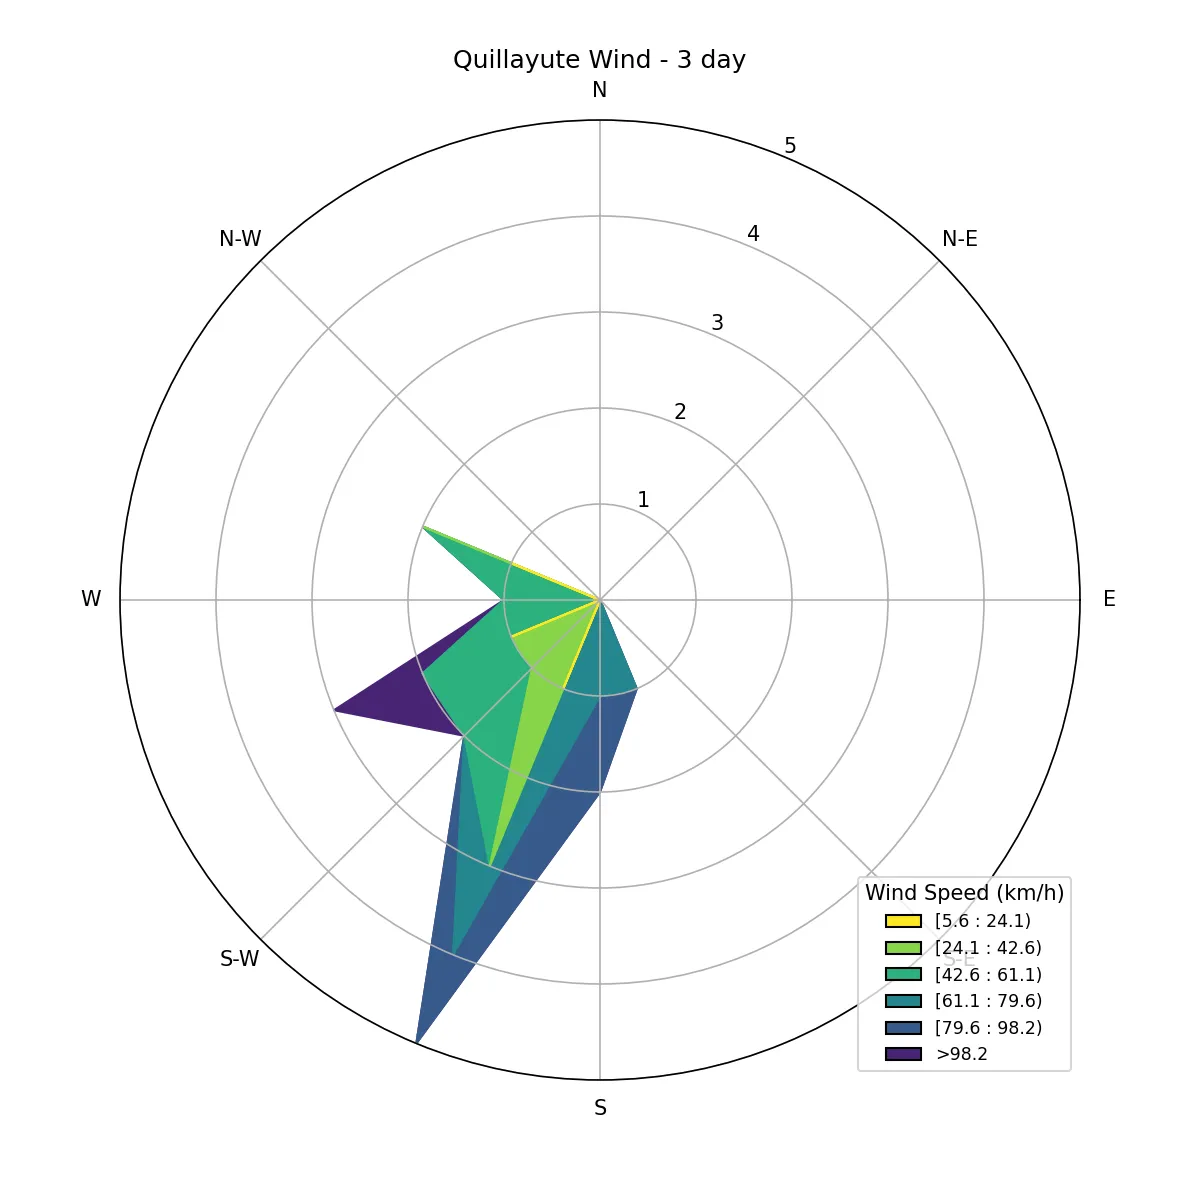 Quillayute Wind - 3 day
N
5
N-W
N-E
4
3
2
1
W
E
Wind Speed (km/h)
[5.6 : 24.1)
[24.1 : 42.6)
S-W
S-E
[42.6 : 61.1)
[61.1 : 79.6)
[79.6 : 98.2)
>98.2
S